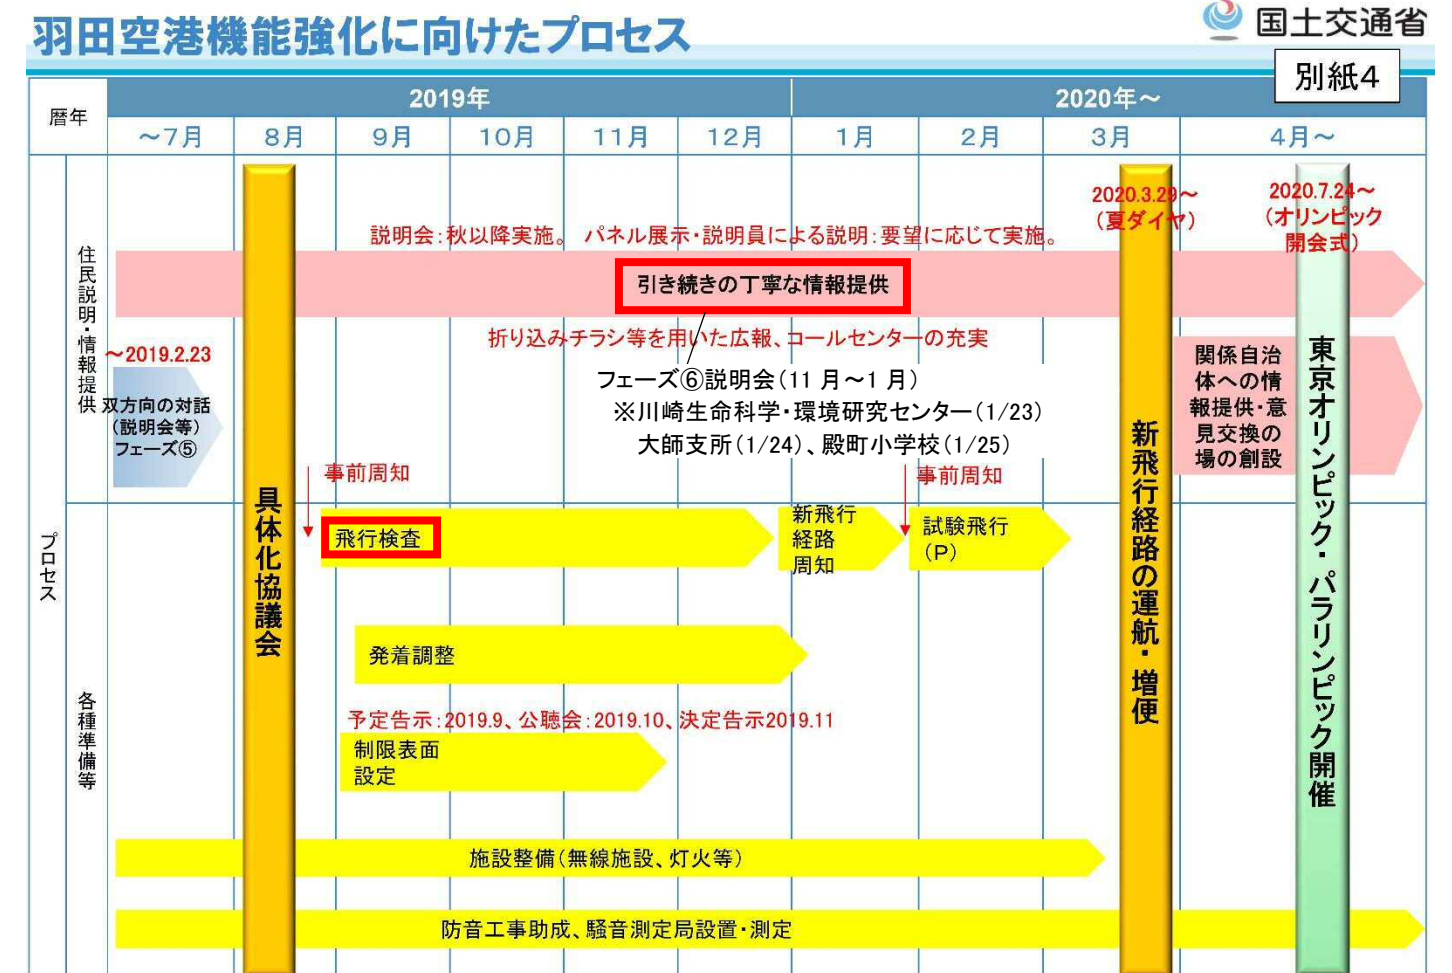 羽田空港機能強化に向けたプロセス
国土交通省
別紙4
暦年
2019年
2020年～
～7月
8月
9月
10月
11月
12月
1月
2月
3月
4月～
プロセス
住民説明・情報提供
各種準備等
2020.3.29～
（夏ダイヤ）
2020.7.24～
（オリンピック
開会式）
説明会：秋以降実施。　パネル展示・説明員による説明：要望に応じて実施。
引き続きの丁寧な情報提供
折り込みチラシ等を用いた広報、コールセンターの充実
～2019.2.23
双方向の対話
（説明会等）
フェーズ⑤
フェーズ⑥説明会（11 月～1 月）
※川崎生命科学・環境研究センター（1/23）
大師支所（1/24）、殿町小学校（1/25）
関係自治
体への情
報提供・意
見交換の
場の創設
具体化協議会
新飛行経路の運航・増便
東京オリンピック・パラリンピック開催
事前周知
事前周知
飛行検査
新飛行
経路
周知
試験飛行
（P）
発着調整
予定告示：2019.9、公聴会：2019.10、決定告示2019.11
制限表面
設定
施設整備（無線施設、灯火等）
防音工事助成、騒音測定局設置・測定